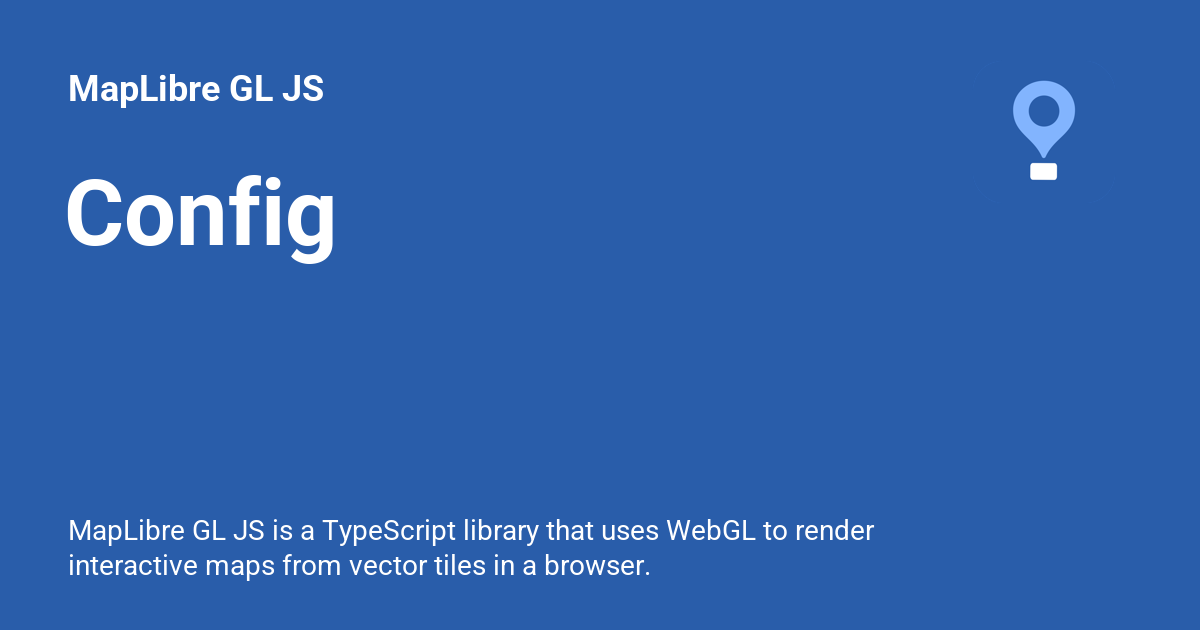 MapLibre GL JS
Config
MapLibre GL JS is a TypeScript library that uses WebGL to render
interactive maps from vector tiles in a browser.